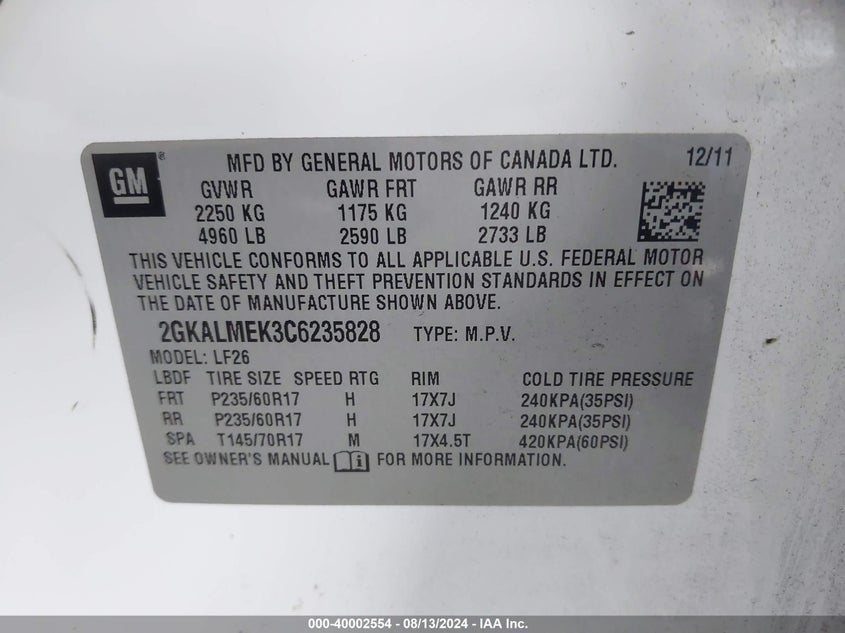 GM ® MFD BY GENERAL MOTORS OF CANADA LTD. 12/11
GVWR GAWR FRT GAWR RR
2250 KG 1175 KG 1240 KG
4960 LB 2590 LB 2733 LB
THIS VEHICLE CONFORMS TO ALL APPLICABLE U.S. FEDERAL MOTOR
VEHICLE SAFETY AND THEFT PREVENTION STANDARDS IN EFFECT ON
THE DATE OF MANUFACTURE SHOWN ABOVE.
2GKALMEK3C6235828 TYPE: M.P.V.
MODEL: LF26
LBDF TIRE SIZE SPEED RTG RIM COLD TIRE PRESSURE
FRT P235/60R17 H 17X7J 240KPA(35PSI)
RR P235/60R17 H 17X7J 240KPA(35PSI)
SPA T145/70R17 M 17X4.5T 420KPA(60PSI)
SEE OWNER'S MANUAL i FOR MORE INFORMATION.
000-40002554 - 08/13/2024 - IAA Inc.